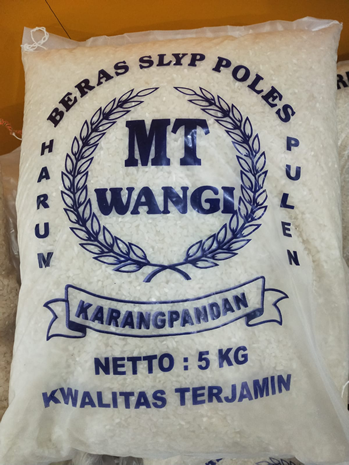 BERAS SLYP POLES
HARUM
PULEN
MT
WANGI
KARANGPANDAN
NETTO : 5 KG
KWALITAS TERJAMIN